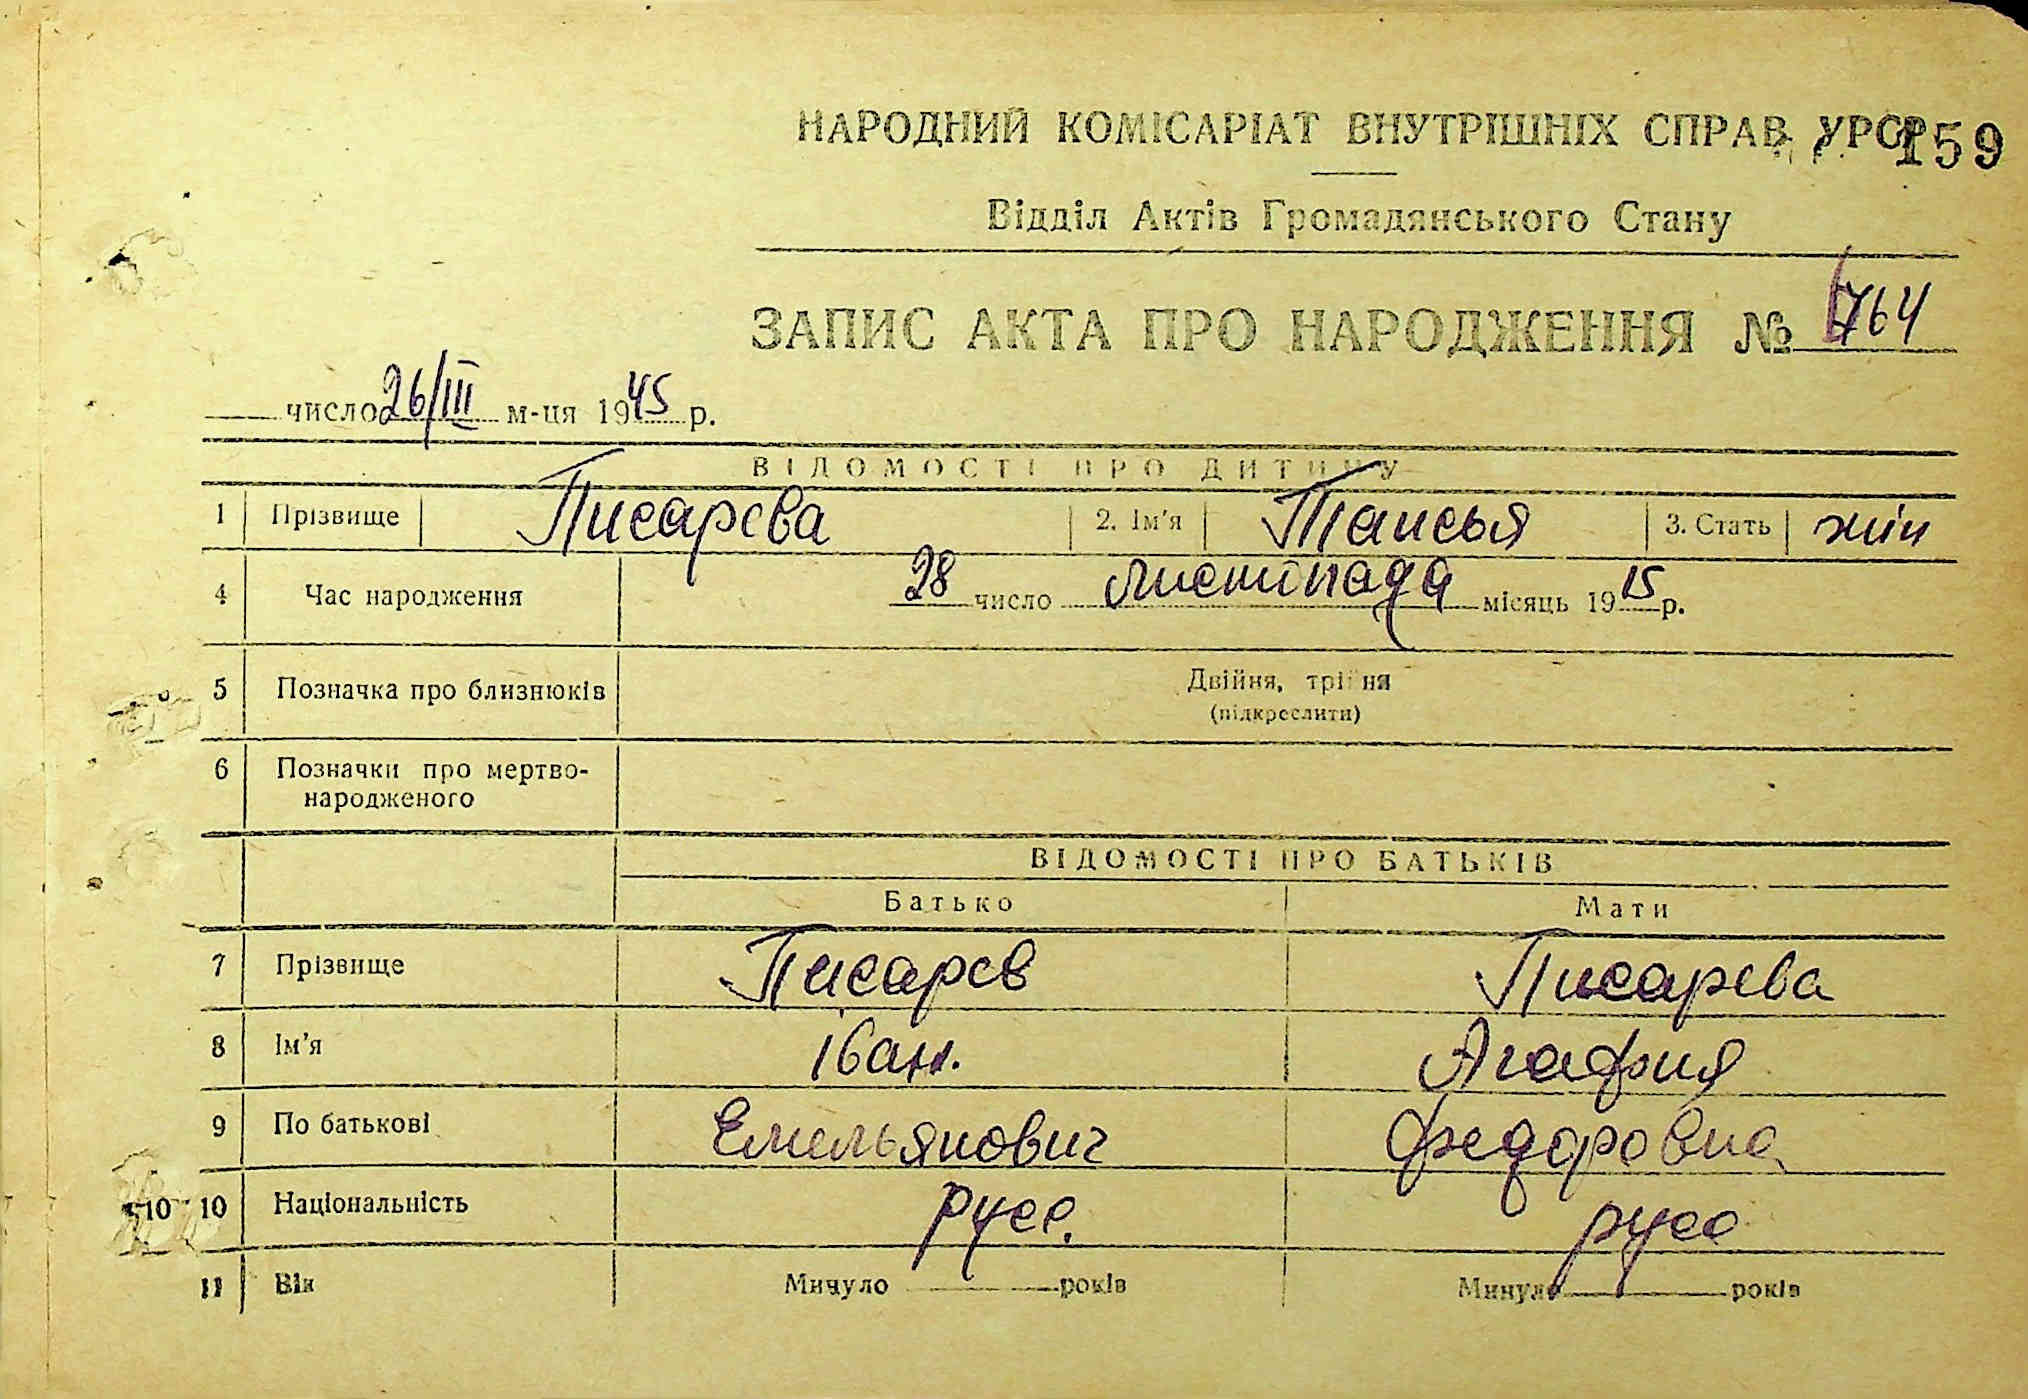 НАРОДНИЙ КОМІСАРІАТ ВНУТРІШНІХ СПРАВ УРСР 159
Відділ Актів Громадянського Стану
ЗАПИС АКТА ПРО НАРОДЖЕННЯ № 764
число 26/III м-ця 1945 р.
ВІДОМОСТІ ПРО ДИТИНУ
1 Прізвище Писарева 2. Ім'я Таисья 3. Стать жін
4 Час народження 28 число листопада місяць 1915 р.
5 Позначка про близнюків Двійня, трійня
(підкреслити)
6 Позначки про мертво-
народженого
ВІДОМОСТІ ПРО БАТЬКІВ
Батько Мати
7 Прізвище Писарев Писарева
8 Ім'я Іван. Агафия
9 По батькові Емельянович Федоровна
10 10 Національність русс. русс
11 Вік Минуло років Минуло років